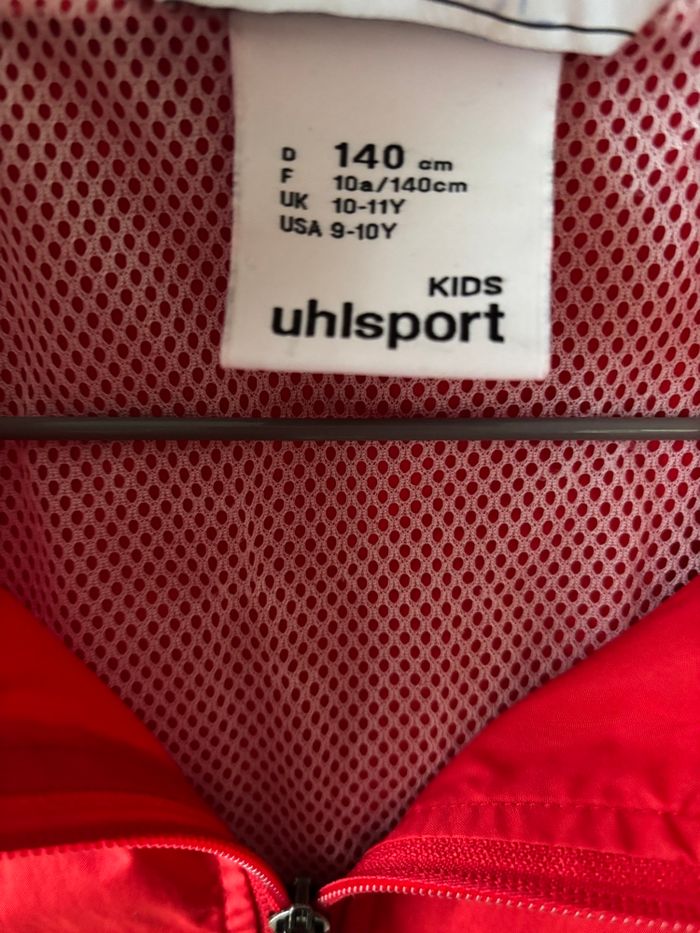 D 140 cm
F 10a/140cm
UK 10-11Y
USA 9-10Y
KIDS
uhlsport